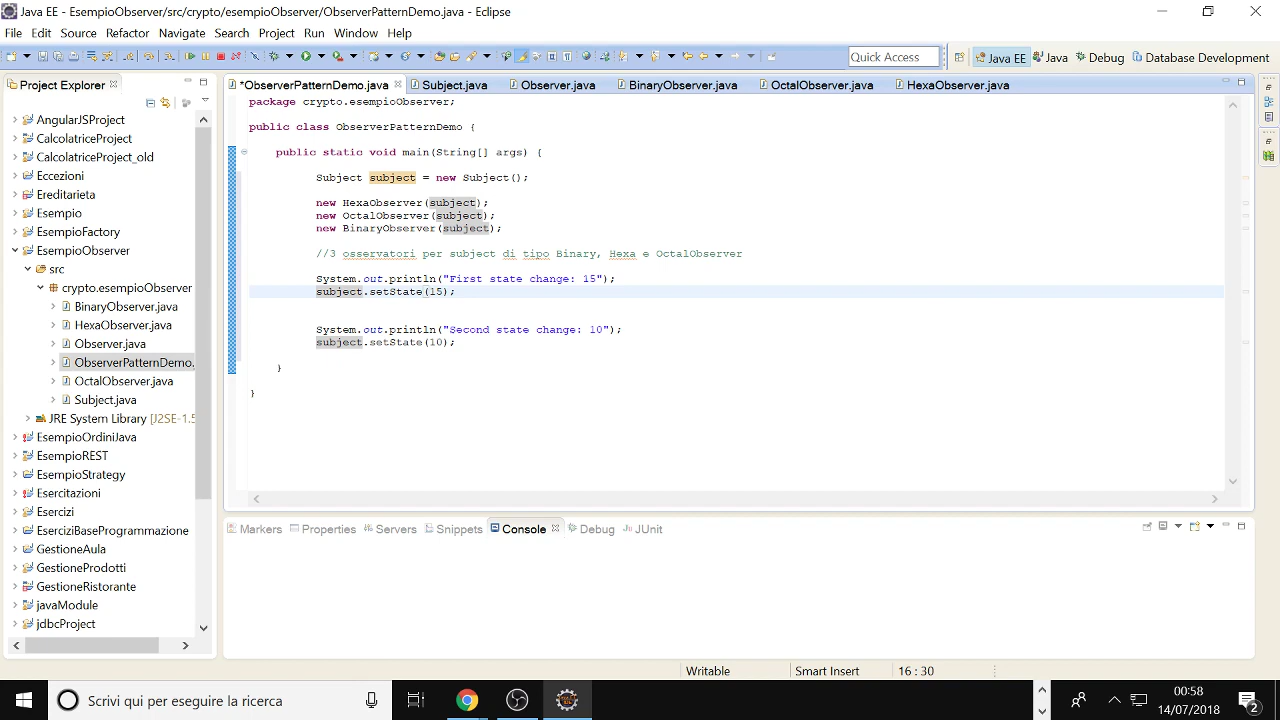 Java EE - EsempioObserver/src/crypto/esempioObserver/ObserverPatternDemo.java - Eclipse
File Edit Source Refactor Navigate Search Project Run Window Help
Quick Access
Java EE Java Debug Database Development
Project Explorer
*ObserverPatternDemo.java Subject.java Observer.java BinaryObserver.java OctalObserver.java HexaObserver.java
AngularJSProject
CalcolatriceProject
CalcolatriceProject_old
Eccezioni
Ereditarieta
Esempio
EsempioFactory
EsempioObserver
src
crypto.esempioObserver
BinaryObserver.java
HexaObserver.java
Observer.java
ObserverPatternDemo.
OctalObserver.java
Subject.java
JRE System Library [J2SE-1.5
EsempioOrdiniJava
EsempioREST
EsempioStrategy
Esercitazioni
Esercizi
EserciziBaseProgrammazione
GestioneAula
GestioneProdotti
GestioneRistorante
javaModule
jdbcProject
package crypto.esempioObserver;
public class ObserverPatternDemo {
public static void main(String[] args) {
Subject subject = new Subject();
new HexaObserver(subject);
new OctalObserver(subject);
new BinaryObserver(subject);
//3 osservatori per subject di tipo Binary, Hexa e OctalObserver
System.out.println("First state change: 15");
subject.setState(15);
System.out.println("Second state change: 10");
subject.setState(10);
}
}
Markers Properties Servers Snippets Console Debug JUnit
Writable Smart Insert 16 : 30
Scrivi qui per eseguire la ricerca
00:58
14/07/2018
2